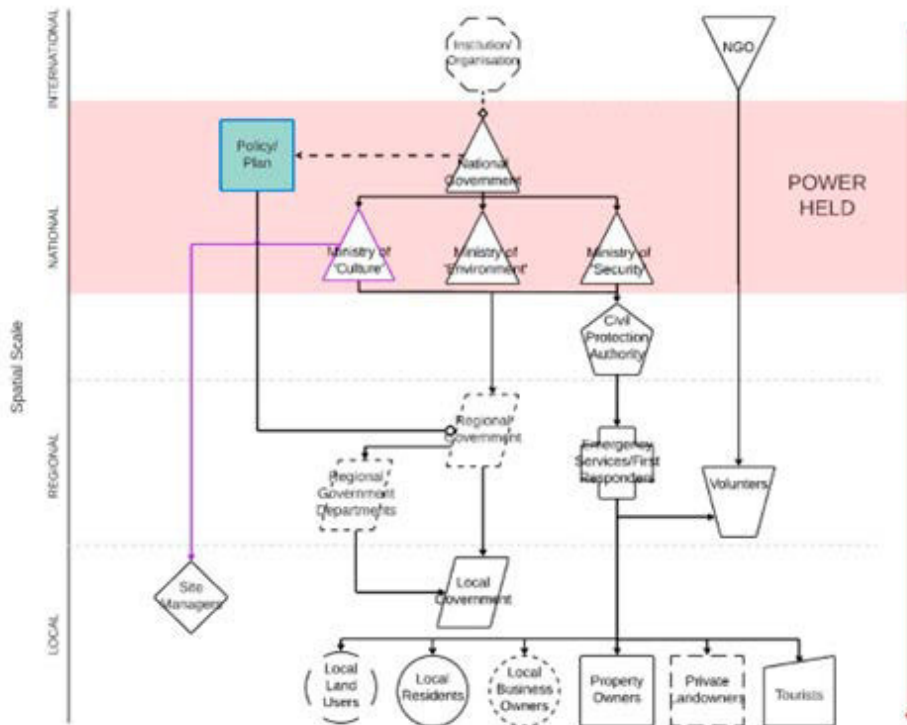 INTERNATIONAL
Institution/
Organisation
NGO
Policy/
Plan
National
Government
POWER
HELD
NATIONAL
Ministry of
"Culture"
Ministry of
"Environment"
Ministry of
"Security"
Spatial Scale
Civil
Protection
Authority
REGIONAL
Regional
Government
Emergency
Services/First
Responders
Regional
Government
Departments
Volunters
LOCAL
Site
Managers
Local
Government
Local
Land
Users
Local
Residents
Local
Business
Owners
Property
Owners
Private
Landowners
Tourists